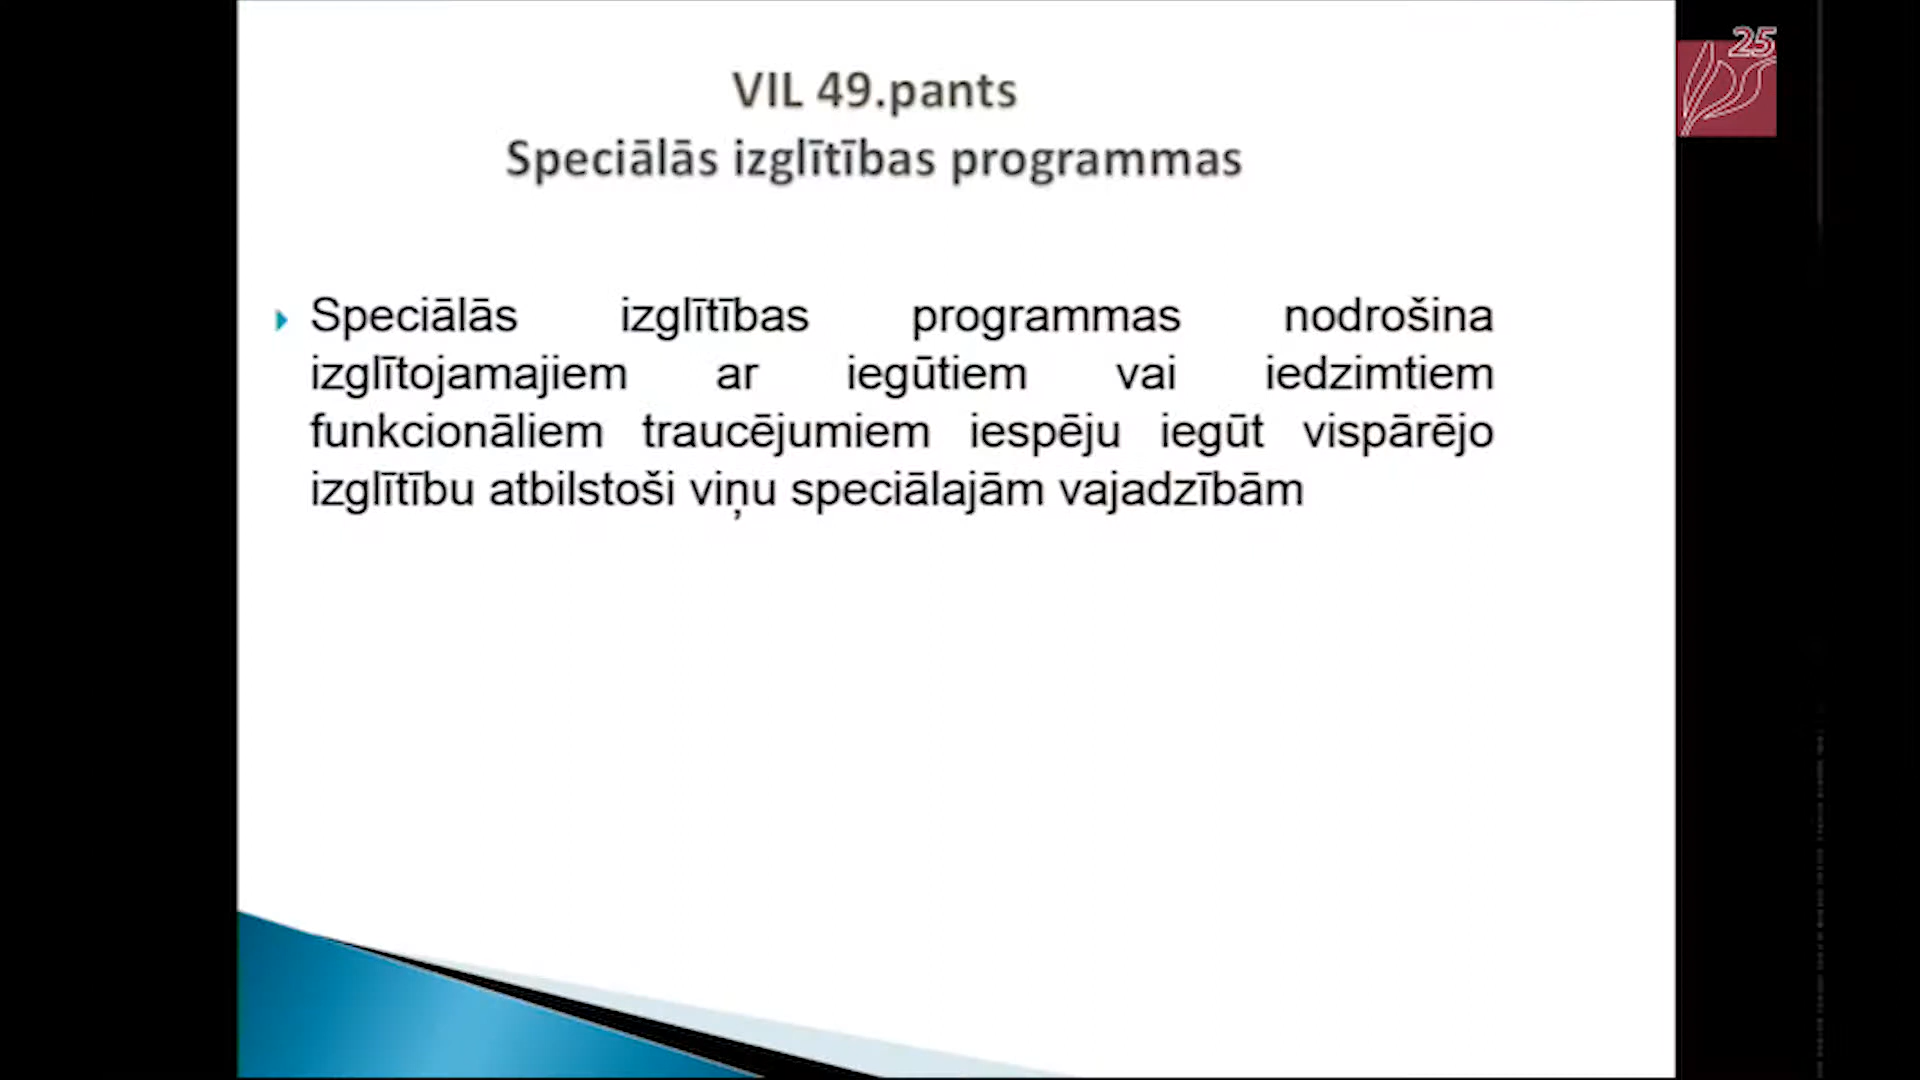 25
VIL 49.pants
Speciālās izglītības programmas
Speciālās izglītības programmas nodrošina
izglītojamajiem ar iegūtiem vai iedzimtiem
funkcionāliem traucējumiem iespēju iegūt vispārējo
izglītību atbilstoši viņu speciālajām vajadzībām